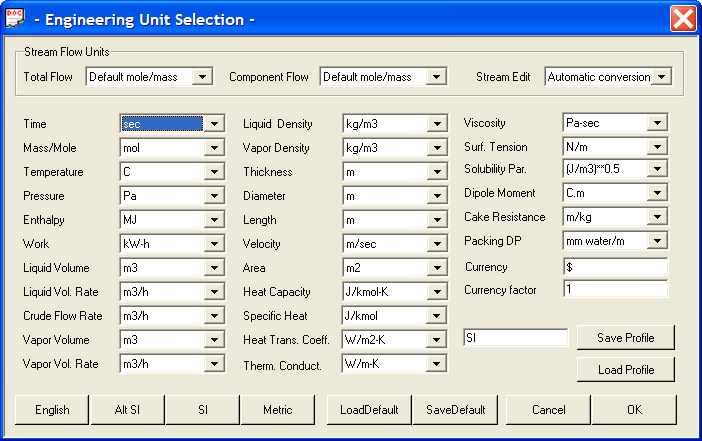 - Engineering Unit Selection -
Stream Flow Units
Total Flow Default mole/mass Component Flow Default mole/mass Stream Edit Automatic conversion
Time sec Liquid Density kg/m3 Viscosity Pa-sec
Mass/Mole mol Vapor Density kg/m3 Surf. Tension N/m
Temperature C Thickness m Solubility Par. (J/m3)**0.5
Pressure Pa Diameter m Dipole Moment C.m
Enthalpy MJ Length m Cake Resistance m/kg
Work kW-h Velocity m/sec Packing DP mm water/m
Liquid Volume m3 Area m2 Currency $
Liquid Vol. Rate m3/h Heat Capacity J/kmol-K Currency factor 1
Crude Flow Rate m3/h Specific Heat J/kmol
Vapor Volume m3 Heat Trans. Coeff. W/m2-K SI Save Profile
Vapor Vol. Rate m3/h Therm. Conduct. W/m-K Load Profile
English Alt SI SI Metric LoadDefault SaveDefault Cancel OK